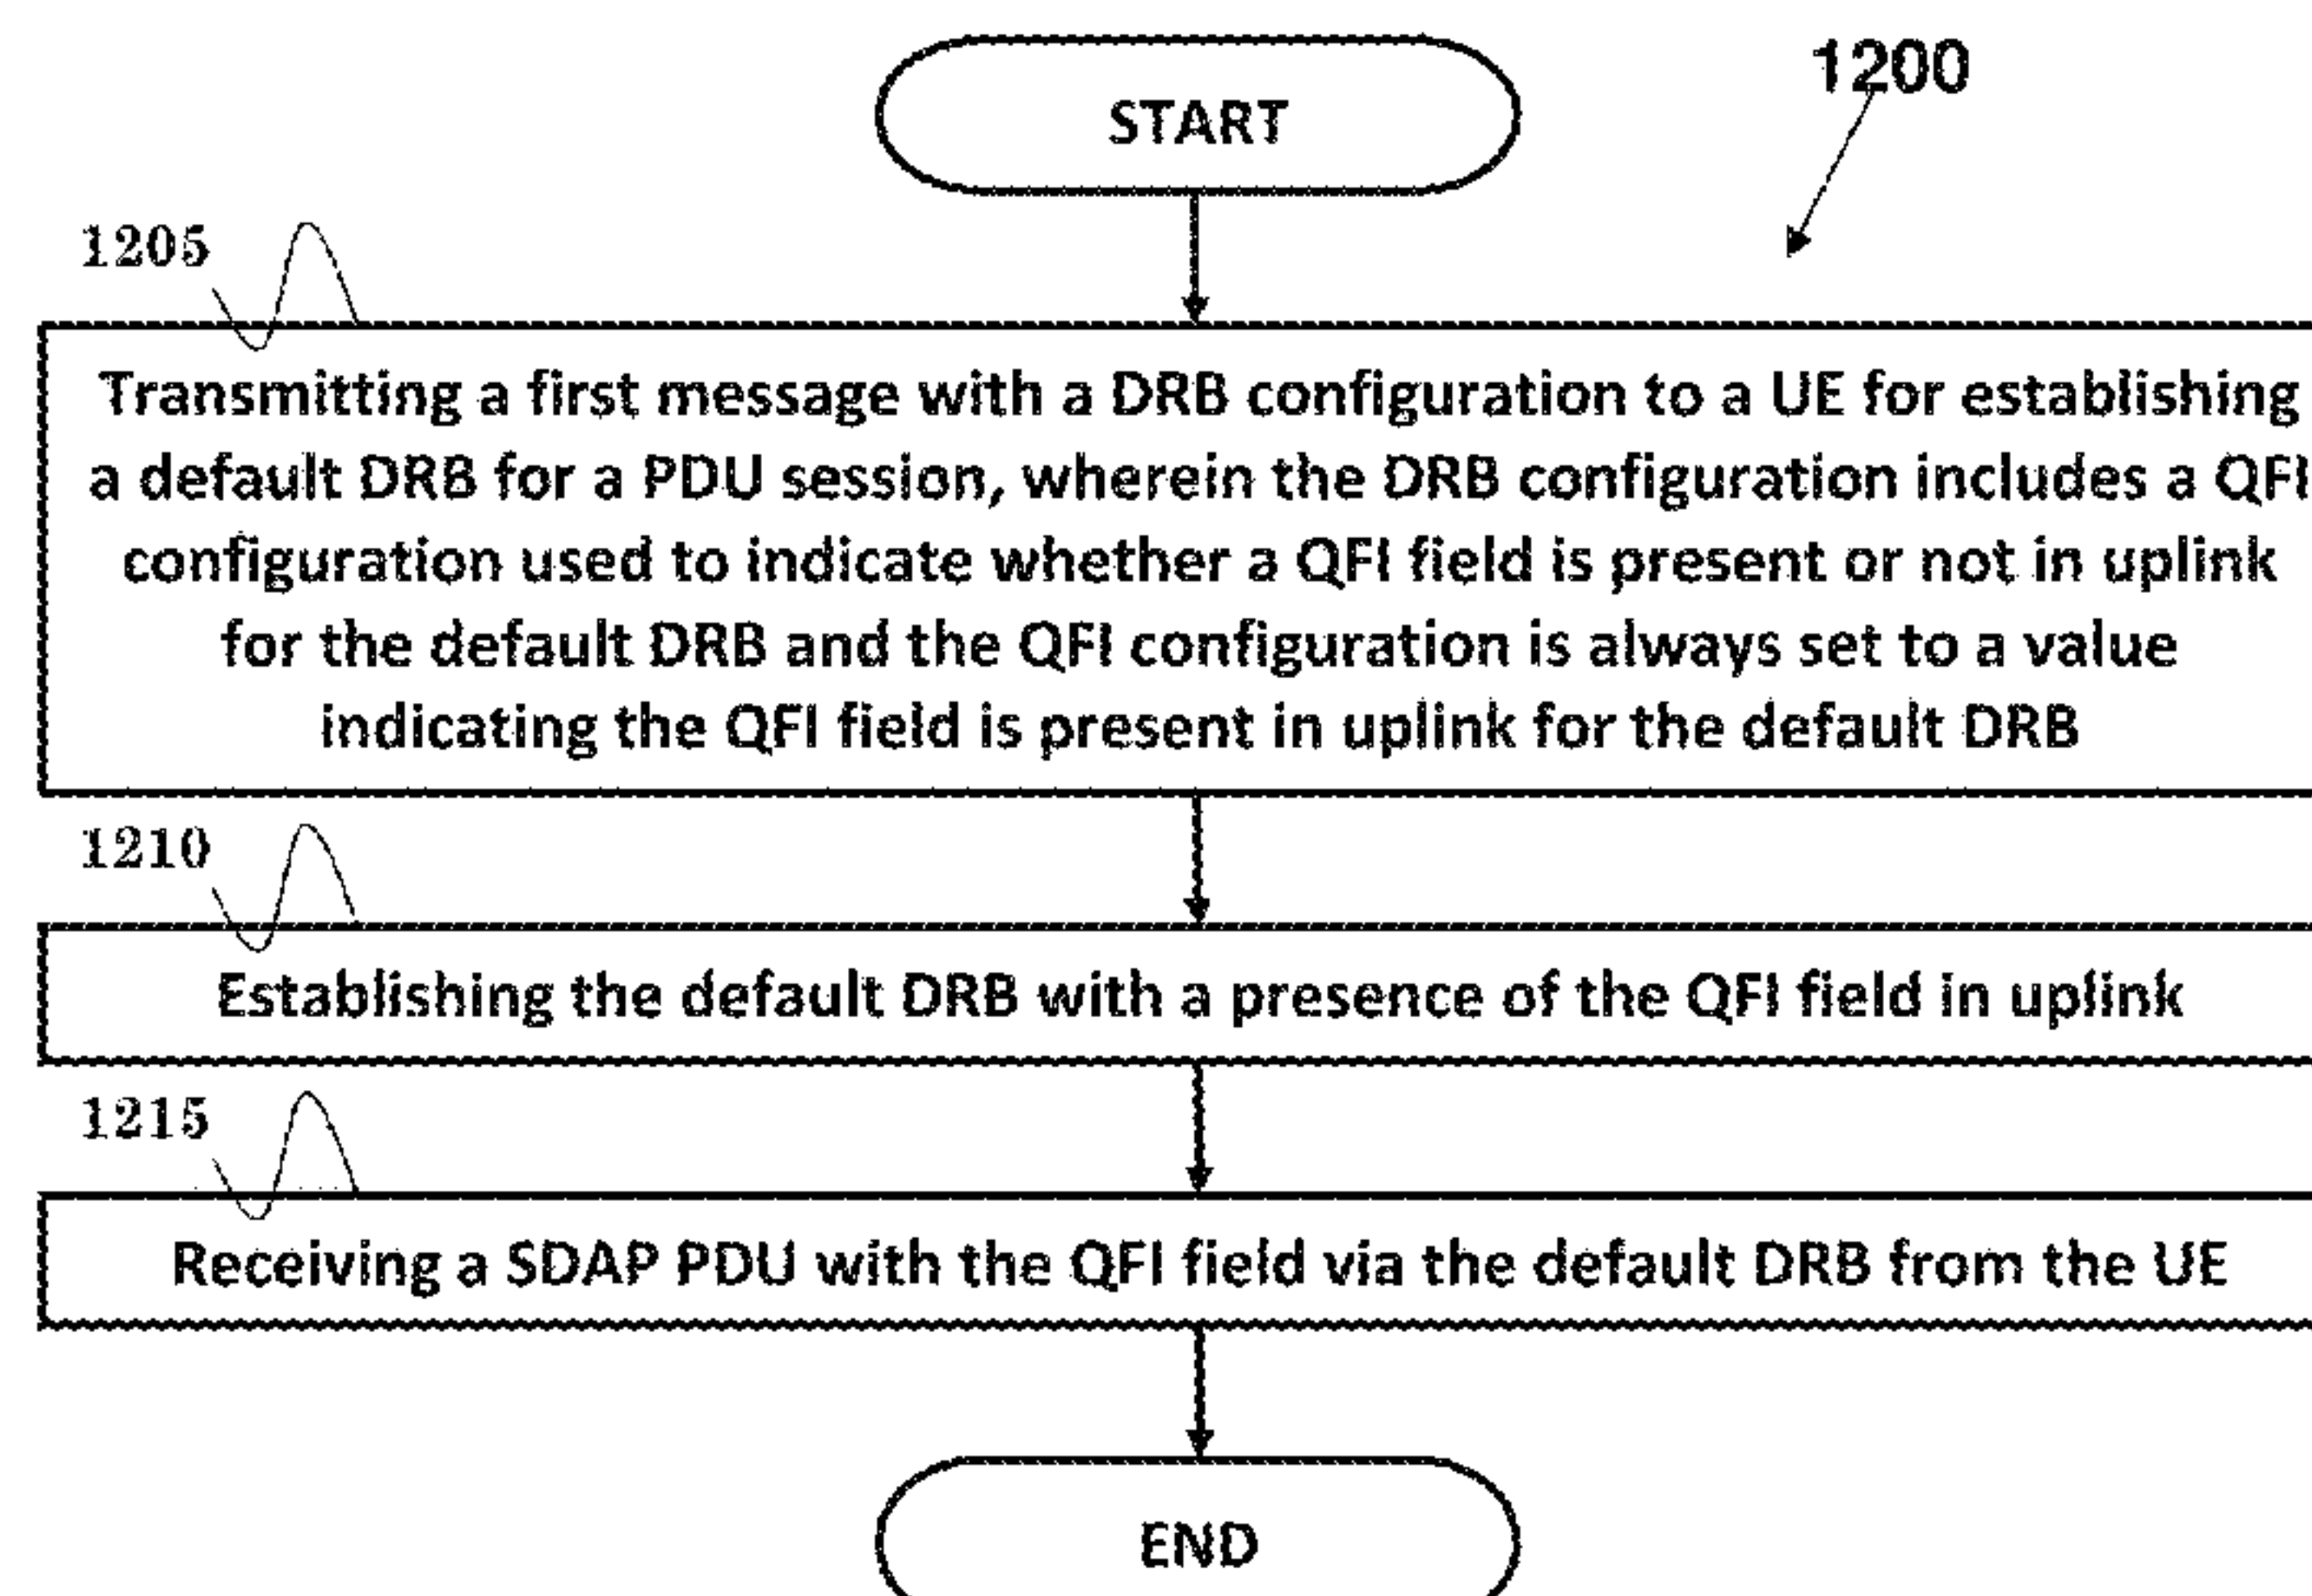 START
1200
1205
Transmitting a first message with a DRB configuration to a UE for establishing
a default DRB for a PDU session, wherein the DRB configuration includes a QFI
configuration used to indicate whether a QFI field is present or not in uplink
for the default DRB and the QFI configuration is always set to a value
indicating the QFI field is present in uplink for the default DRB
1210
Establishing the default DRB with a presence of the QFI field in uplink
1215
Receiving a SDAP PDU with the QFI field via the default DRB from the UE
END